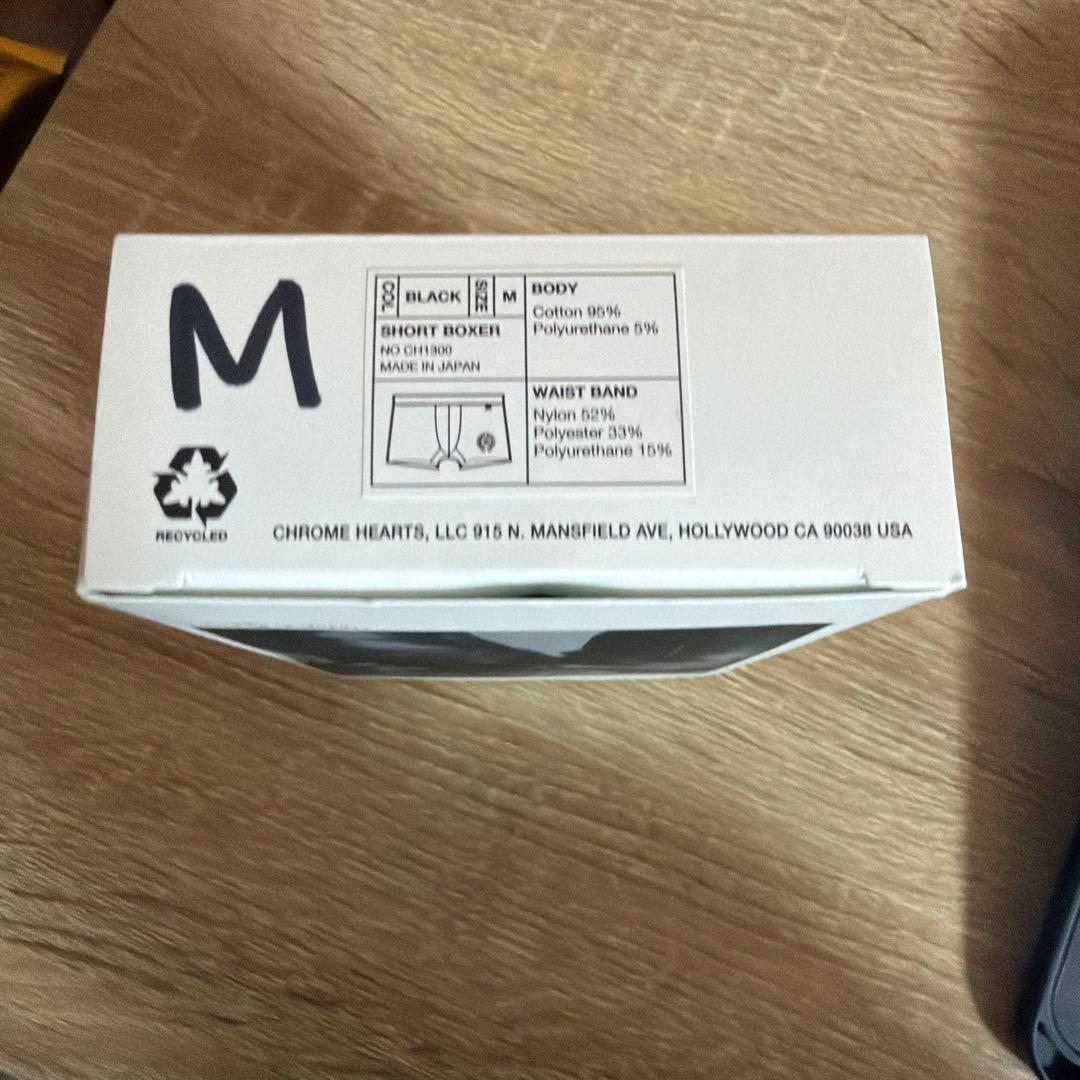 M
COL BLACK SIZE M
SHORT BOXER
NO CH1300
MADE IN JAPAN
BODY
Cotton 95%
Polyurethane 5%
WAIST BAND
Nylon 52%
Polyester 33%
Polyurethane 15%
RECYCLED
CHROME HEARTS, LLC 915 N. MANSFIELD AVE, HOLLYWOOD CA 90038 USA